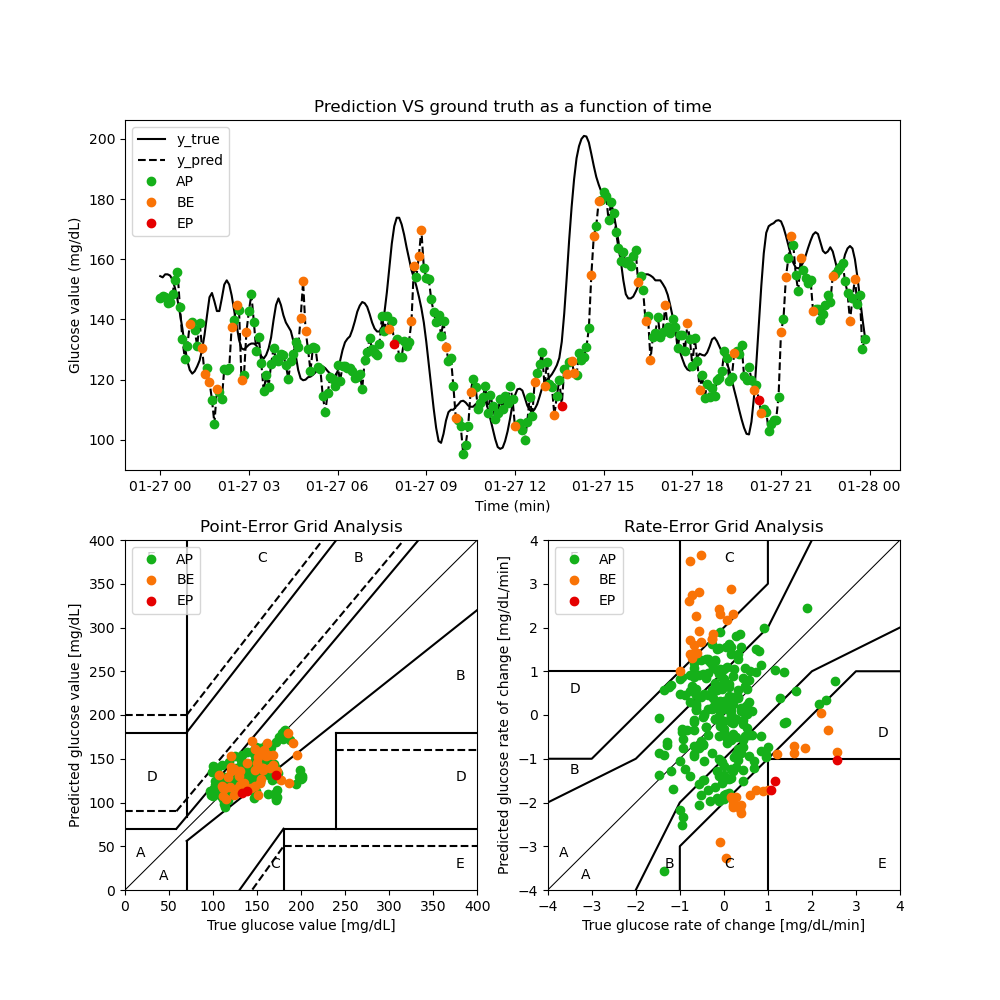 Prediction VS ground truth as a function of time
y_true
y_pred
AP
BE
EP
Glucose value (mg/dL)
200
180
160
140
120
100
01-27 00 01-27 03 01-27 06 01-27 09 01-27 12 01-27 15 01-27 18 01-27 21 01-28 00
Time (min)
Point-Error Grid Analysis
AP
BE
EP
C
B
B
D
D
A
A
C
E
Predicted glucose value [mg/dL]
400
350
300
250
200
150
100
50
0
0 50 100 150 200 250 300 350 400
True glucose value [mg/dL]
Rate-Error Grid Analysis
AP
BE
EP
C
D
D
B
A
A
B
C
E
Predicted glucose rate of change [mg/dL/min]
4
3
2
1
0
−1
−2
−3
−4
−4 −3 −2 −1 0 1 2 3 4
True glucose rate of change [mg/dL/min]